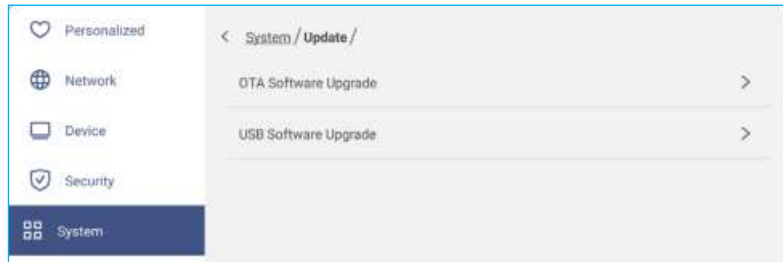 Personalized
Network
Device
Security
System
< System / Update /
OTA Software Upgrade >
USB Software Upgrade >